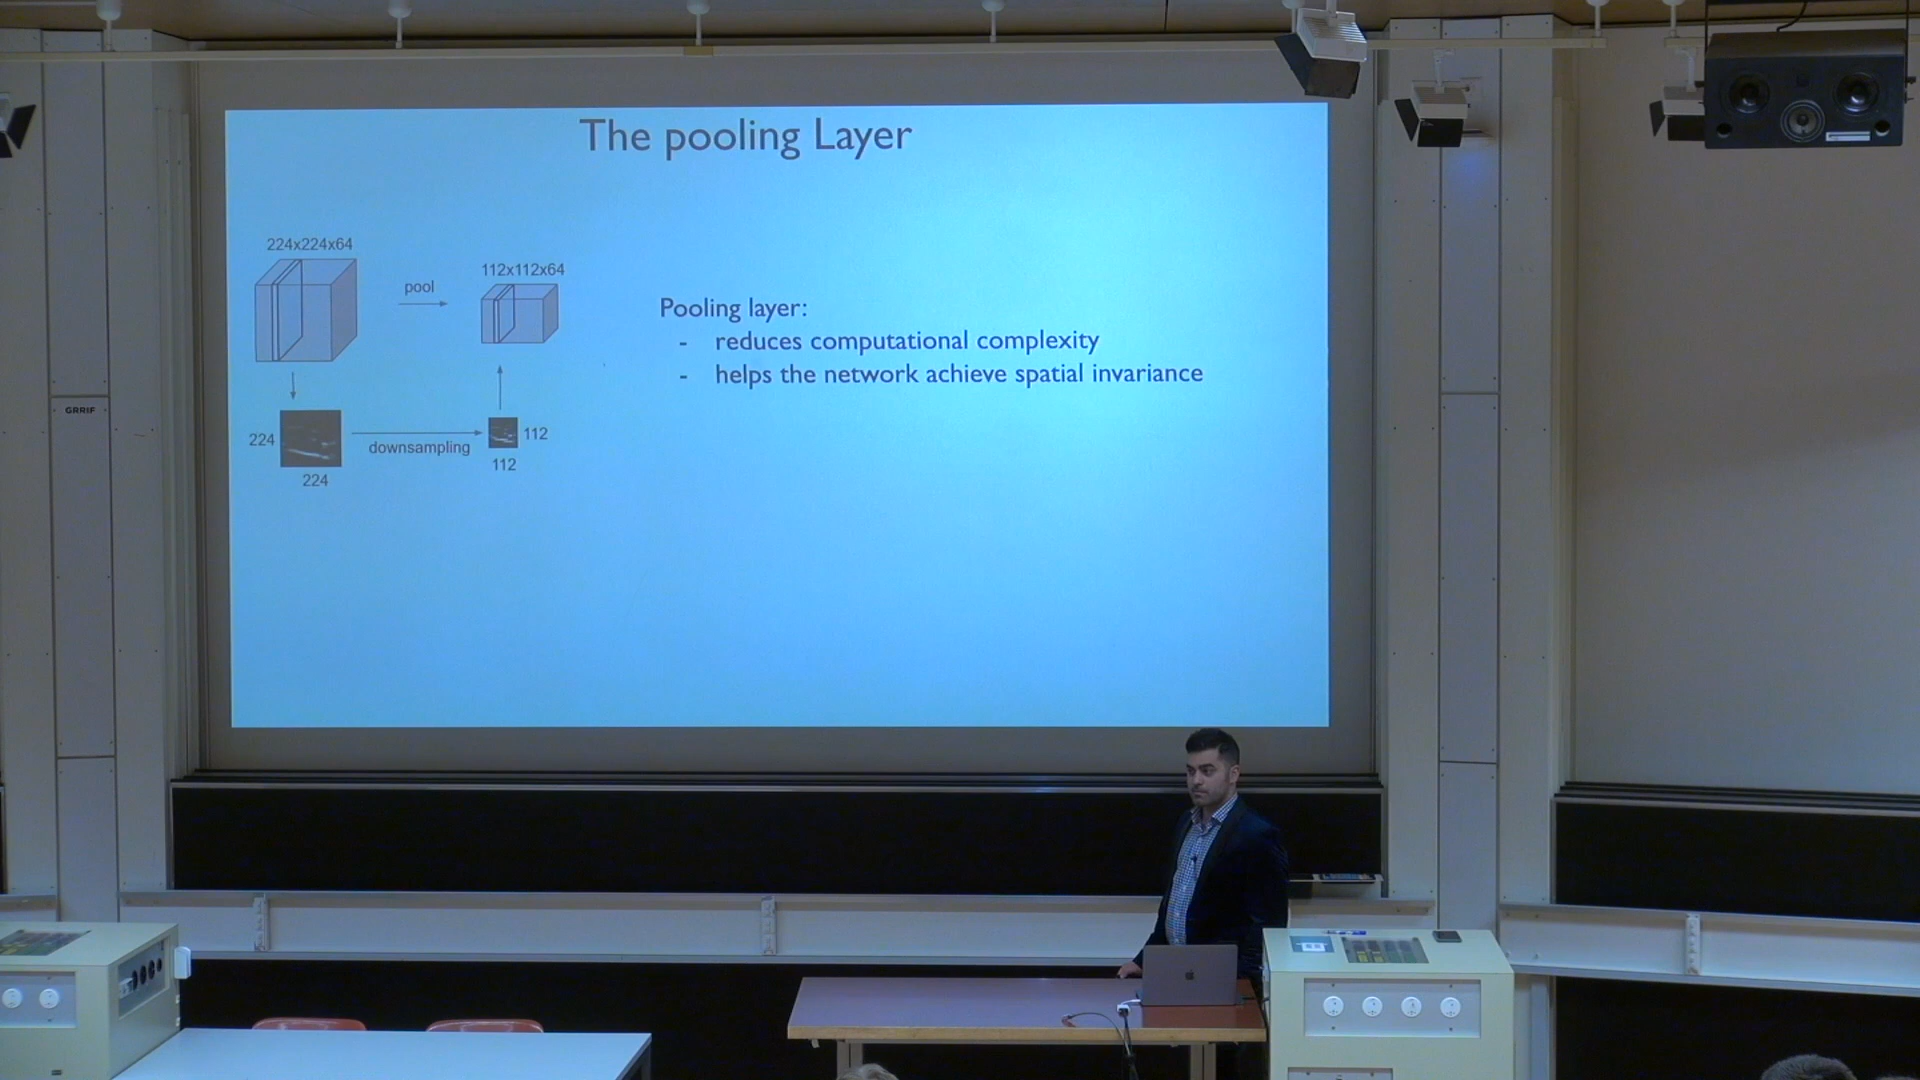 The pooling Layer
224x224x64
pool
112x112x64
224
224
downsampling
112
112
Pooling layer:
- reduces computational complexity
- helps the network achieve spatial invariance
GRRIF